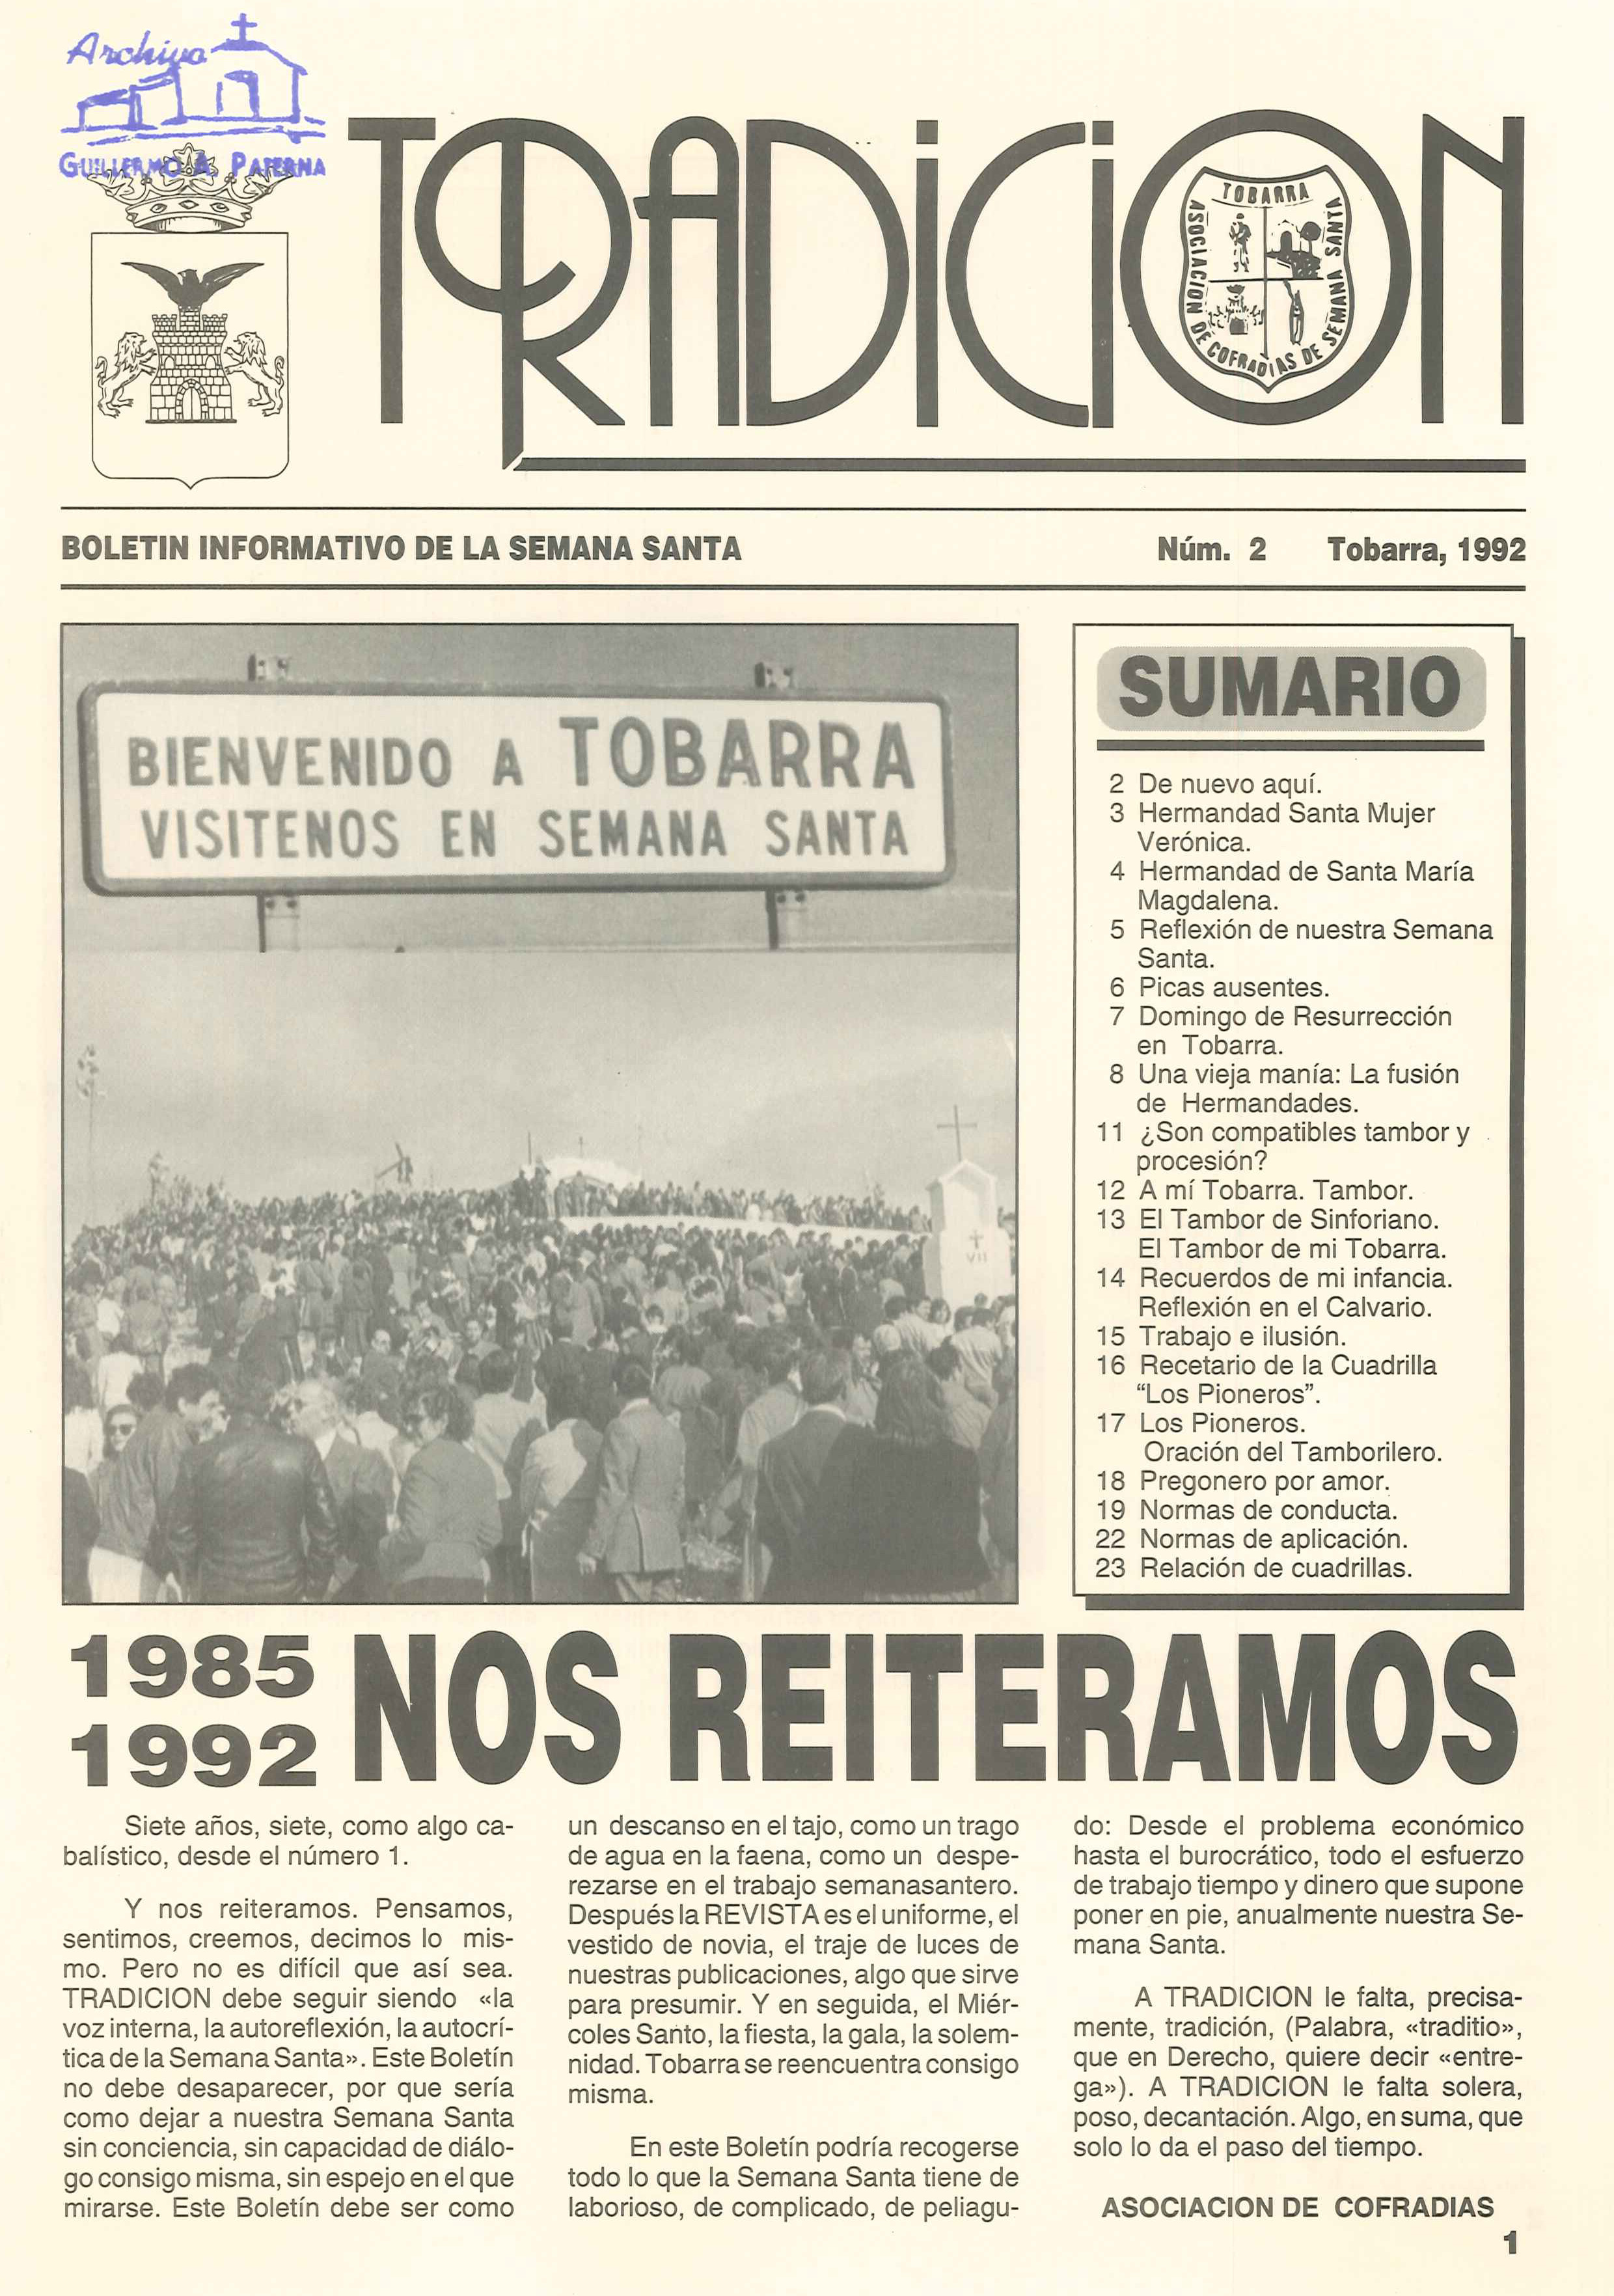 Archivo
GUILLERMO A. PATERNA
TRADICION
TOBARRA
ASOCIACION DE COFRADIAS DE SEMANA SANTA
BOLETIN INFORMATIVO DE LA SEMANA SANTA
Núm. 2 Tobarra, 1992
BIENVENIDO A TOBARRA
VISITENOS EN SEMANA SANTA
VII
SUMARIO
2 De nuevo aquí.
3 Hermandad Santa Mujer
Verónica.
4 Hermandad de Santa María
Magdalena.
5 Reflexión de nuestra Semana
Santa.
6 Picas ausentes.
7 Domingo de Resurrección
en Tobarra.
8 Una vieja manía: La fusión
de Hermandades.
11 ¿Son compatibles tambor y
procesión?
12 A mí Tobarra. Tambor.
13 El Tambor de Sinforiano.
El Tambor de mi Tobarra.
14 Recuerdos de mi infancia.
Reflexión en el Calvario.
15 Trabajo e ilusión.
16 Recetario de la Cuadrilla
“Los Pioneros”.
17 Los Pioneros.
Oración del Tamborilero.
18 Pregonero por amor.
19 Normas de conducta.
22 Normas de aplicación.
23 Relación de cuadrillas.
1985
1992
NOS REITERAMOS
Siete años, siete, como algo ca-
balístico, desde el número 1.
Y nos reiteramos. Pensamos,
sentimos, creemos, decimos lo mis-
mo. Pero no es difícil que así sea.
TRADICION debe seguir siendo «la
voz interna, la autoreflexión, la autocrí-
tica de la Semana Santa». Este Boletín
no debe desaparecer, por que sería
como dejar a nuestra Semana Santa
sin conciencia, sin capacidad de diálo-
go consigo misma, sin espejo en el que
mirarse. Este Boletín debe ser como
un descanso en el tajo, como un trago
de agua en la faena, como un despe-
rezarse en el trabajo semanasantero.
Después la REVISTA es el uniforme, el
vestido de novia, el traje de luces de
nuestras publicaciones, algo que sirve
para presumir. Y en seguida, el Miér-
coles Santo, la fiesta, la gala, la solem-
nidad. Tobarra se reencuentra consigo
misma.
En este Boletín podría recogerse
todo lo que la Semana Santa tiene de
laborioso, de complicado, de peliagu-
do: Desde el problema económico
hasta el burocrático, todo el esfuerzo
de trabajo tiempo y dinero que supone
poner en pie, anualmente nuestra Se-
mana Santa.
A TRADICION le falta, precisa-
mente, tradición, (Palabra, «traditio»,
que en Derecho, quiere decir «entre-
ga»). A TRADICION le falta solera,
poso, decantación. Algo, en suma, que
solo lo da el paso del tiempo.
ASOCIACION DE COFRADIAS
1